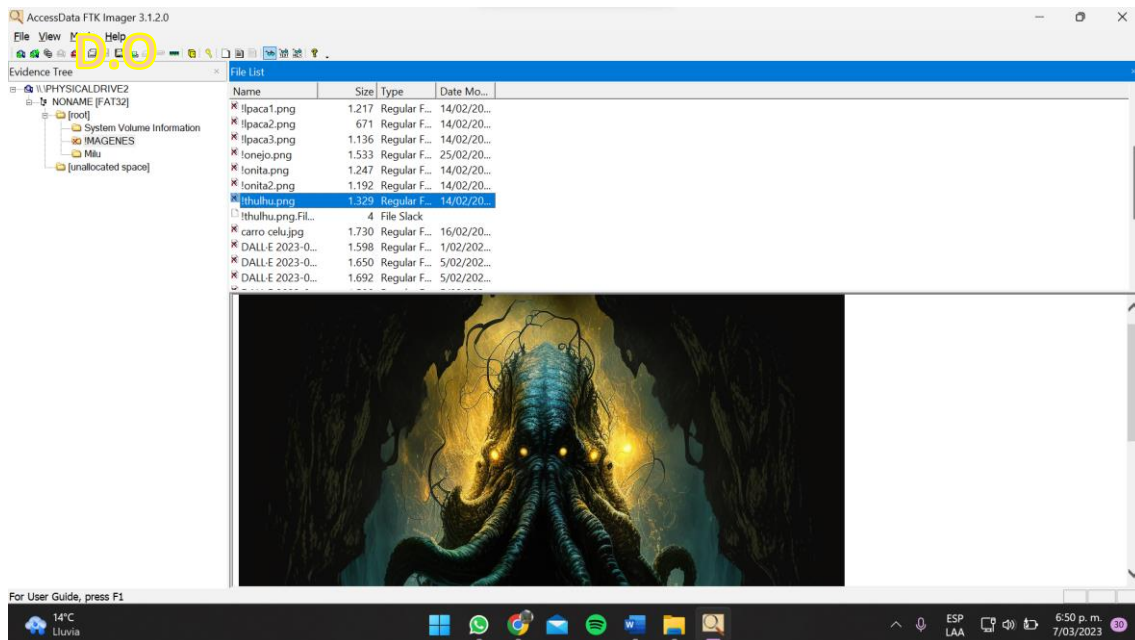 AccessData FTK Imager 3.1.2.0
File View Help
D.O
Evidence Tree
\\.\PHYSICALDRIVE2
NONAME [FAT32]
[root]
System Volume Information
!MAGENES
Milu
[unallocated space]
File List
Name Size Type Date Mo...
!lpaca1.png 1.217 Regular F... 14/02/20...
!lpaca2.png 671 Regular F... 14/02/20...
!lpaca3.png 1.136 Regular F... 14/02/20...
!onejo.png 1.533 Regular F... 25/02/20...
!onita.png 1.247 Regular F... 14/02/20...
!onita2.png 1.192 Regular F... 14/02/20...
!thulhu.png 1.329 Regular F... 14/02/20...
!thulhu.png.Fil... 4 File Slack
carro celu.jpg 1.730 Regular F... 16/02/20...
DALL·E 2023-0... 1.598 Regular F... 1/02/202...
DALL·E 2023-0... 1.650 Regular F... 5/02/202...
DALL·E 2023-0... 1.692 Regular F... 5/02/202...
For User Guide, press F1
14°C
Lluvia
ESP
LAA
6:50 p. m.
7/03/2023
30